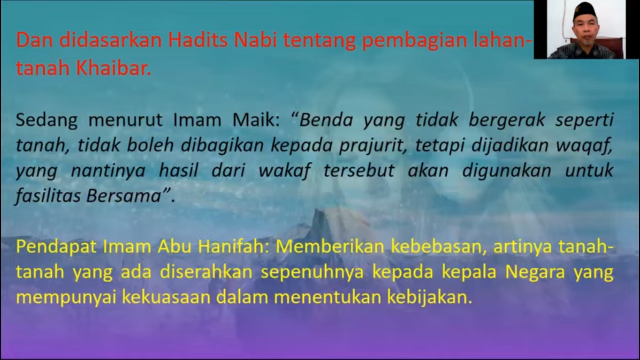 Dan didasarkan Hadits Nabi tentang pembagian lahan-
tanah Khaibar.
Sedang menurut Imam Maik: “Benda yang tidak bergerak seperti
tanah, tidak boleh dibagikan kepada prajurit, tetapi dijadikan waqaf,
yang nantinya hasil dari wakaf tersebut akan digunakan untuk
fasilitas Bersama”.
Pendapat Imam Abu Hanifah: Memberikan kebebasan, artinya tanah-
tanah yang ada diserahkan sepenuhnya kepada kepala Negara yang
mempunyai kekuasaan dalam menentukan kebijakan.